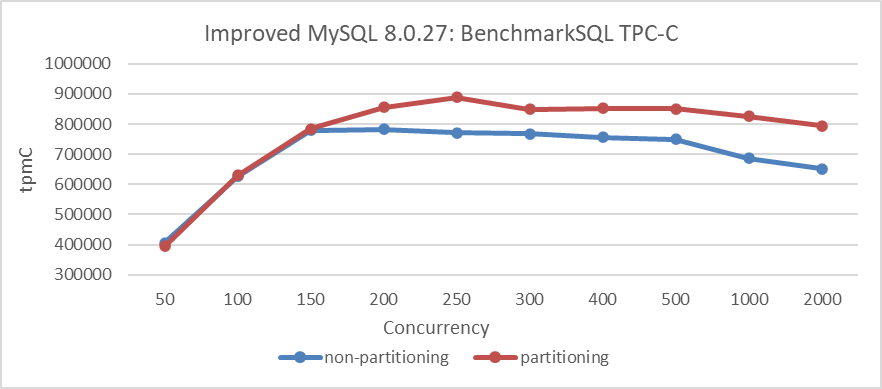 Improved MySQL 8.0.27: BenchmarkSQL TPC-C
1000000
900000
800000
700000
600000
500000
400000
300000
tpmC
50 100 150 200 250 300 400 500 1000 2000
Concurrency
non-partitioning partitioning